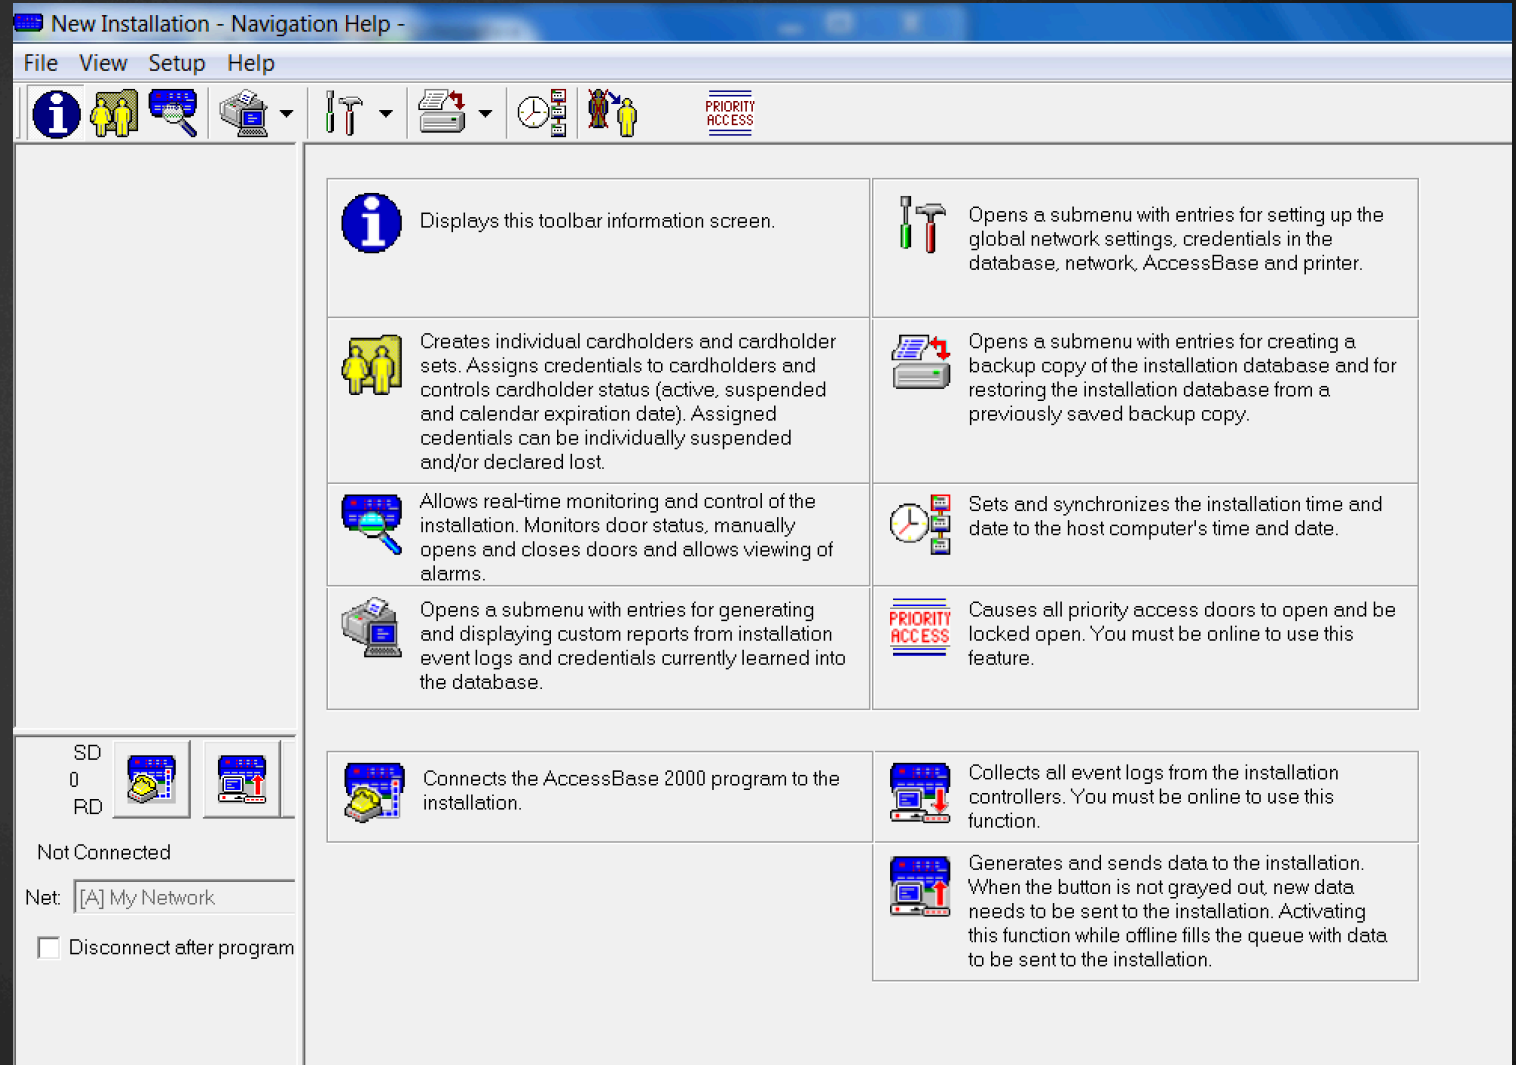 New Installation - Navigation Help -
File View Setup Help
PRIORITY
ACCESS
Displays this toolbar information screen.
Opens a submenu with entries for setting up the
global network settings, credentials in the
database, network, AccessBase and printer.
Creates individual cardholders and cardholder
sets. Assigns credentials to cardholders and
controls cardholder status (active, suspended
and calendar expiration date). Assigned
cedentials can be individually suspended
and/or declared lost.
Opens a submenu with entries for creating a
backup copy of the installation database and for
restoring the installation database from a
previously saved backup copy.
Allows real-time monitoring and control of the
installation. Monitors door status, manually
opens and closes doors and allows viewing of
alarms.
Sets and synchronizes the installation time and
date to the host computer's time and date.
Opens a submenu with entries for generating
and displaying custom reports from installation
event logs and credentials currently learned into
the database.
PRIORITY
ACCESS
Causes all priority access doors to open and be
locked open. You must be online to use this
feature.
SD
0
RD
Not Connected
Net: [A] My Network
Disconnect after program
Connects the AccessBase 2000 program to the
installation.
Collects all event logs from the installation
controllers. You must be online to use this
function.
Generates and sends data to the installation.
When the button is not grayed out, new data
needs to be sent to the installation. Activating
this function while offline fills the queue with data
to be sent to the installation.